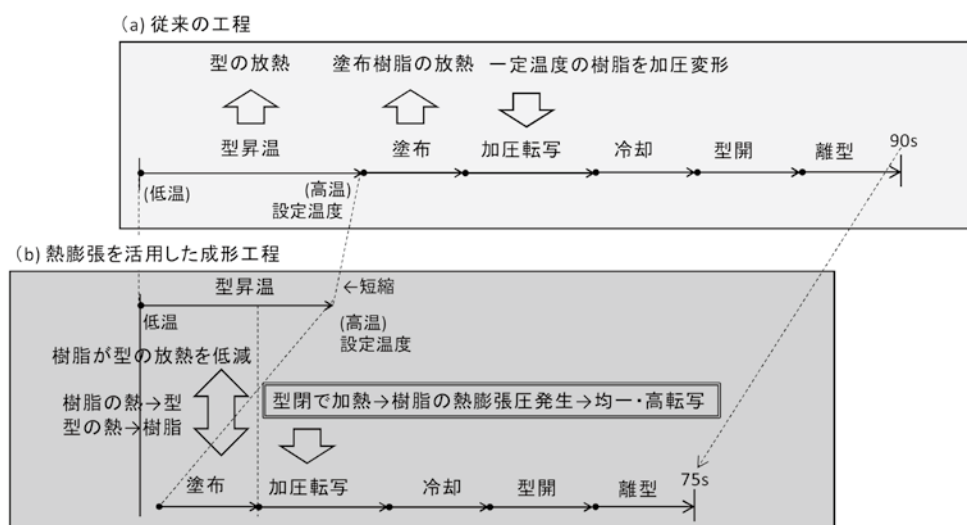 (a) 従来の工程
型の放熱 塗布樹脂の放熱 一定温度の樹脂を加圧変形
型昇温 塗布 加圧転写 冷却 型開 離型 90s
(低温) (高温)
設定温度
(b) 熱膨張を活用した成形工程
型昇温 ←短縮
低温 (高温)
設定温度
樹脂が型の放熱を低減
樹脂の熱→型
型の熱→樹脂
型閉で加熱→樹脂の熱膨張圧発生→均一・高転写
塗布 加圧転写 冷却 型開 離型 75s